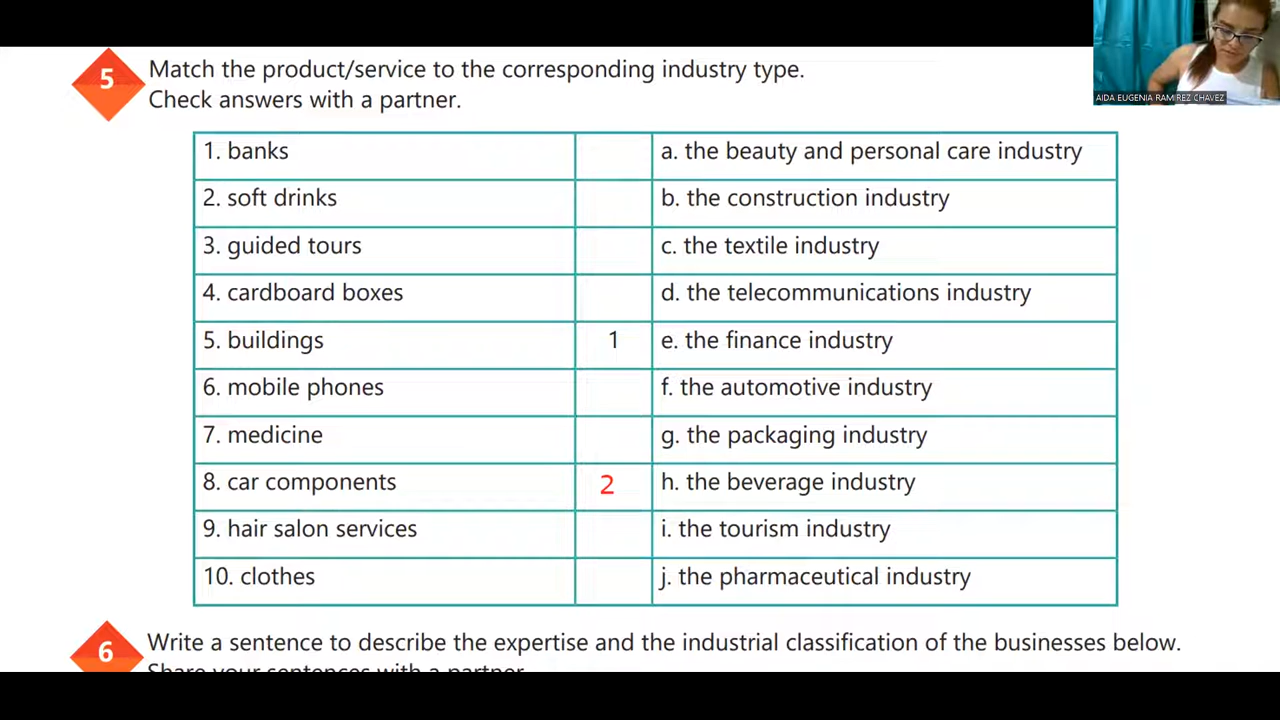 AIDA EUGENIA RAMIREZ CHAVEZ
5
Match the product/service to the corresponding industry type.
Check answers with a partner.
1. banks a. the beauty and personal care industry
2. soft drinks b. the construction industry
3. guided tours c. the textile industry
4. cardboard boxes d. the telecommunications industry
5. buildings 1 e. the finance industry
6. mobile phones f. the automotive industry
7. medicine g. the packaging industry
8. car components 2 h. the beverage industry
9. hair salon services i. the tourism industry
10. clothes j. the pharmaceutical industry
6
Write a sentence to describe the expertise and the industrial classification of the businesses below.
Share your sentences with a partner